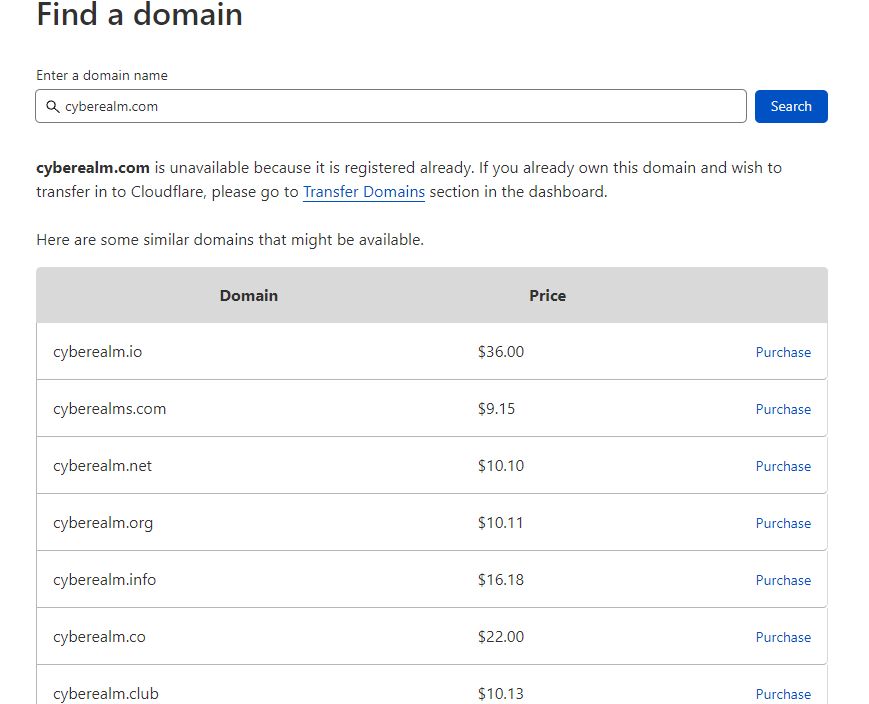 Find a domain
Enter a domain name
cyberealm.com
Search
cyberealm.com is unavailable because it is registered already. If you already own this domain and wish to
transfer in to Cloudflare, please go to Transfer Domains section in the dashboard.
Here are some similar domains that might be available.
Domain Price
cyberealm.io $36.00 Purchase
cyberealms.com $9.15 Purchase
cyberealm.net $10.10 Purchase
cyberealm.org $10.11 Purchase
cyberealm.info $16.18 Purchase
cyberealm.co $22.00 Purchase
cyberealm.club $10.13 Purchase